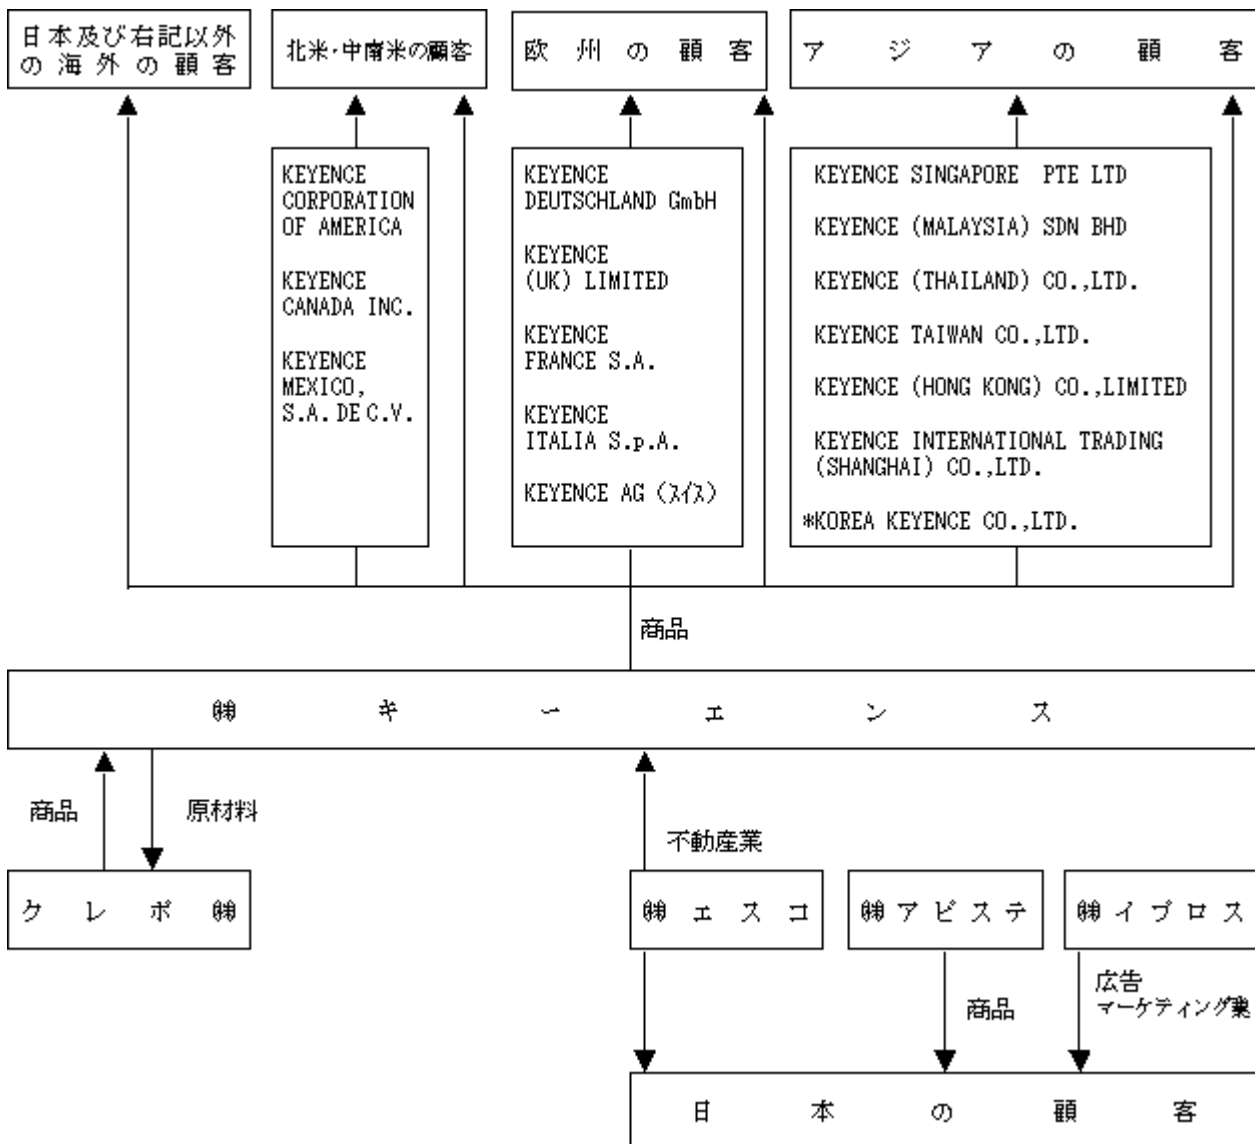 日本及び右記以外
の海外の顧客
北米・中南米の顧客
欧州の顧客
アジアの顧客
KEYENCE
CORPORATION
OF AMERICA
KEYENCE
CANADA INC.
KEYENCE
MEXICO,
S.A. DE C.V.
KEYENCE
DEUTSCHLAND GmbH
KEYENCE
(UK) LIMITED
KEYENCE
FRANCE S.A.
KEYENCE
ITALIA S.p.A.
KEYENCE AG (スイス)
KEYENCE SINGAPORE PTE LTD
KEYENCE (MALAYSIA) SDN BHD
KEYENCE (THAILAND) CO.,LTD.
KEYENCE TAIWAN CO.,LTD.
KEYENCE (HONG KONG) CO.,LIMITED
KEYENCE INTERNATIONAL TRADING
(SHANGHAI) CO.,LTD.
*KOREA KEYENCE CO.,LTD.
商品
㈱キーエンス
商品
原材料
不動産業
クレポ㈱
㈱エスコ
㈱アピステ
㈱イプロス
商品
広告
マーケティング業
日本の顧客